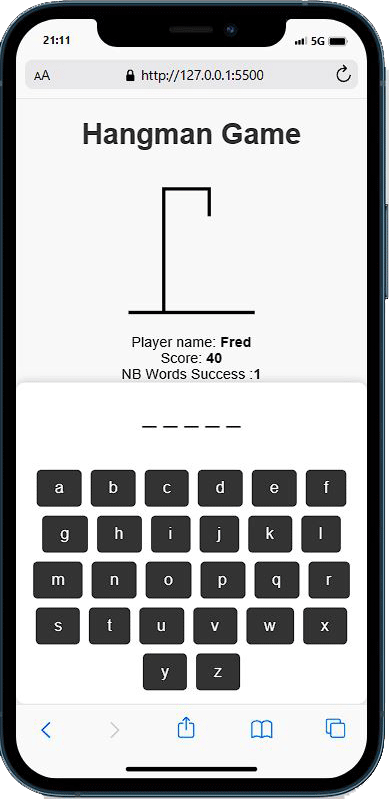 21:11 5G
AA http://127.0.0.1:5500
Hangman Game
Player name: Fred
Score: 40
NB Words Success :1
_ _ _ _ _
a b c d e f
g h i j k l
m n o p q r
s t u v w x
y z